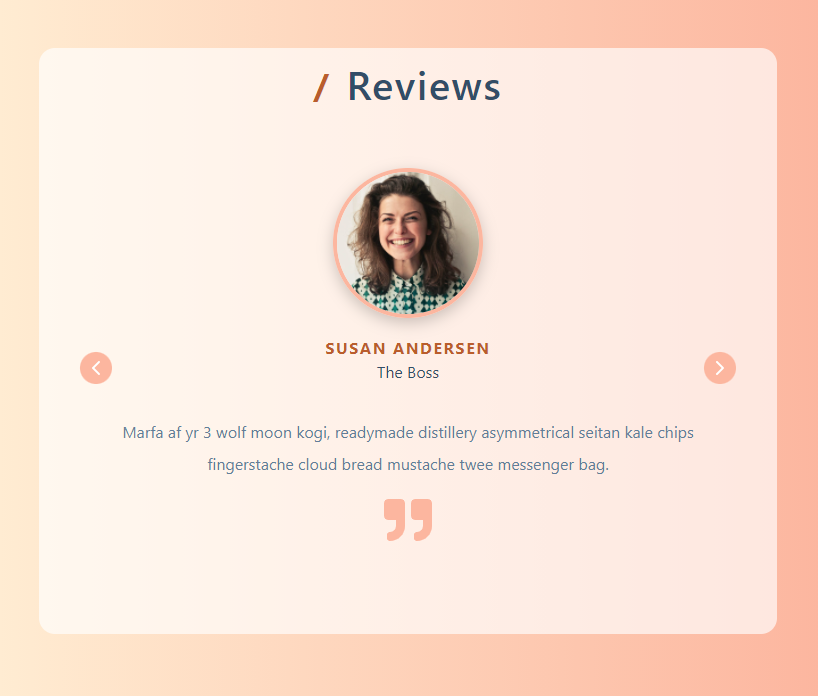 / Reviews
SUSAN ANDERSEN
The Boss
Marfa af yr 3 wolf moon kogi, readymade distillery asymmetrical seitan kale chips
fingerstache cloud bread mustache twee messenger bag.